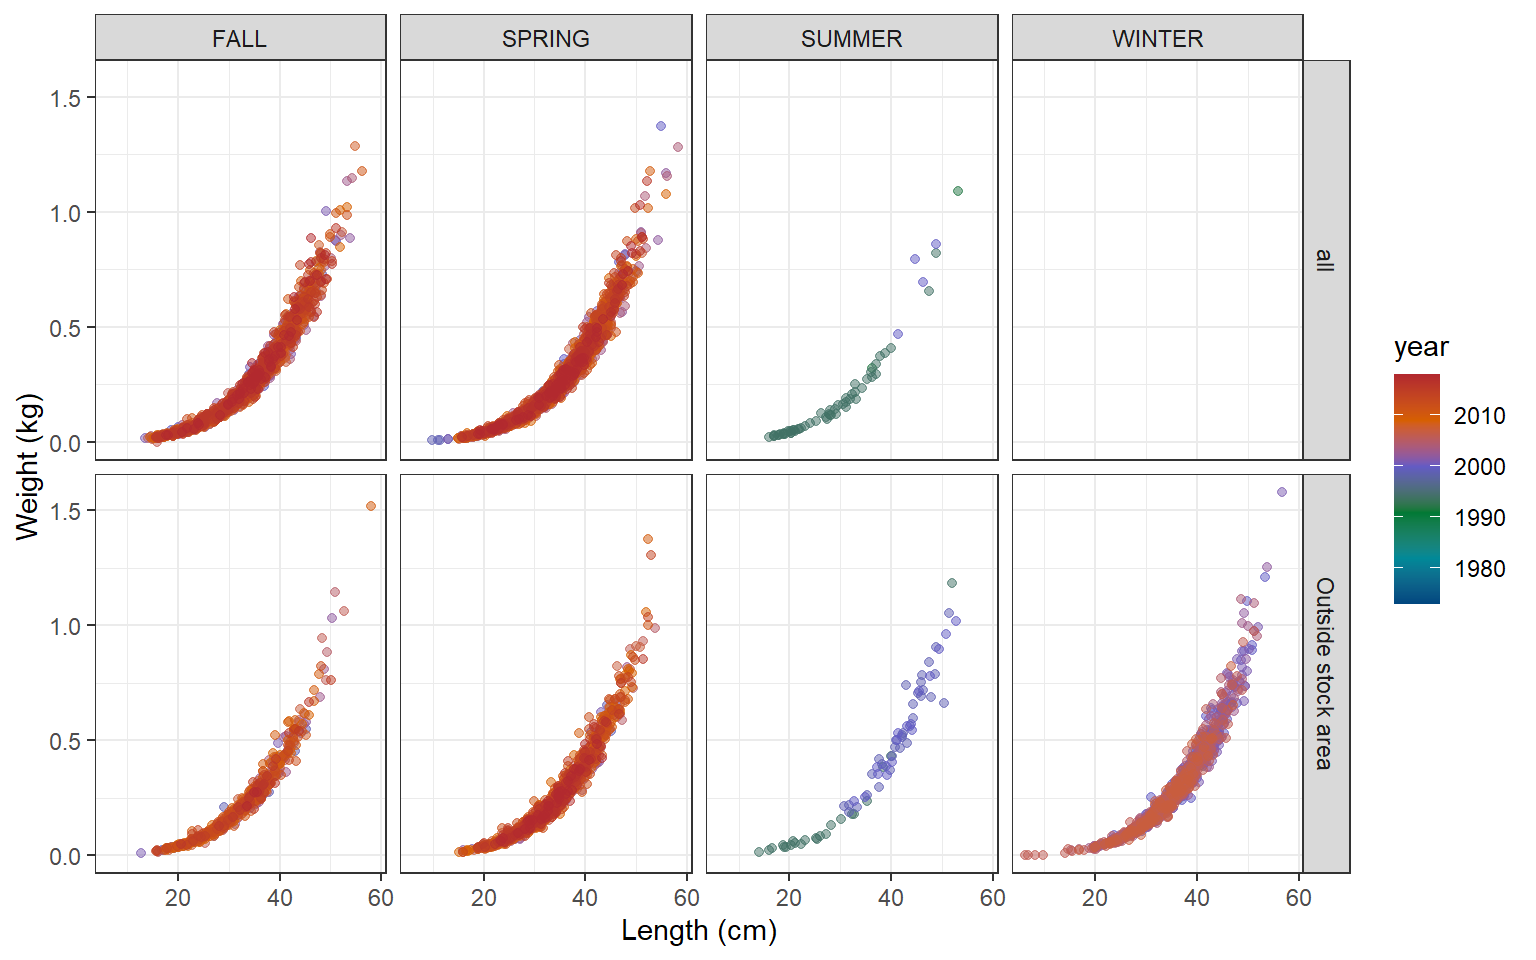 FALL SPRING SUMMER WINTER
1.5
1.0
0.5
0.0
all
1.5
1.0
0.5
0.0
Outside stock area
Weight (kg)
20 40 60 20 40 60 20 40 60 20 40 60
Length (cm)
year
2010
2000
1990
1980